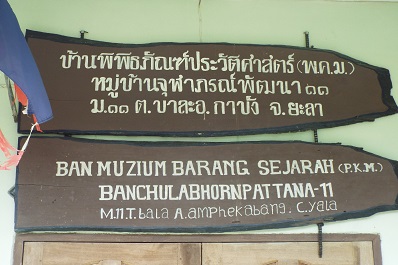 บ้านพิพิธภัณฑ์ประวัติศาสตร์ (พ.ค.ม.)
หมู่บ้านจุฬาภรณ์พัฒนา ๑๑
ม.๑๑ ต.บาละอ.กาบัง จ.ยะลา
BAN MUZIUM BARANG SEJARAH (P.K.M.)
BANCHULABHORNPATTANA-11
M.11.T.bala A.amphekabang. C.yala